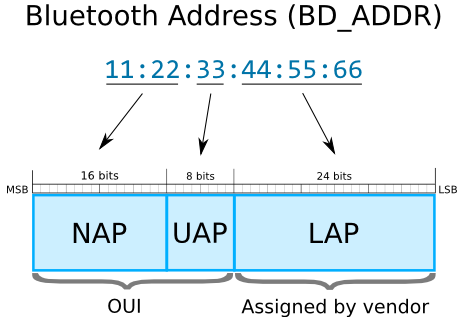 Bluetooth Address (BD_ADDR)
11:22:33:44:55:66
16 bits 8 bits 24 bits
MSB LSB
NAP UAP LAP
OUI Assigned by vendor